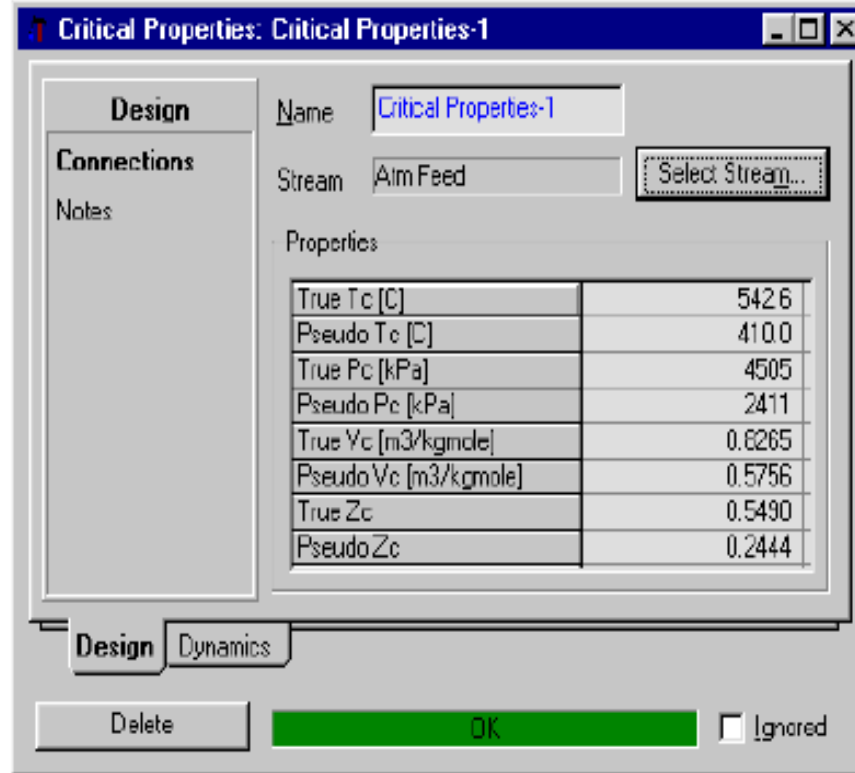 Critical Properties: Critical Properties-1
Design
Connections
Notes
Name Critical Properties-1
Stream Atm Feed Select Stream...
Properties
True Tc [C] 542.6
Pseudo Tc [C] 410.0
True Pc [kPa] 4505
Pseudo Pc [kPa] 2411
True Vc [m3/kgmole] 0.8265
Pseudo Vc [m3/kgmole] 0.5756
True Zc 0.5490
Pseudo Zc 0.2444
Design Dynamics
Delete OK Ignored